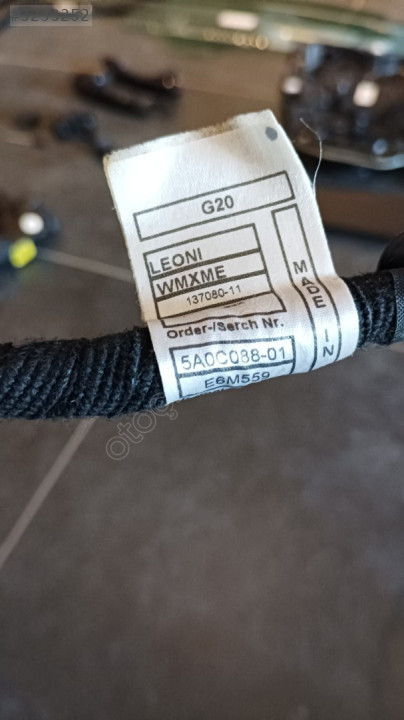 G20
LEONI
WMXME
137080-11
Order-/Serch Nr.
5A0C088-01
E6M559
MADE IN